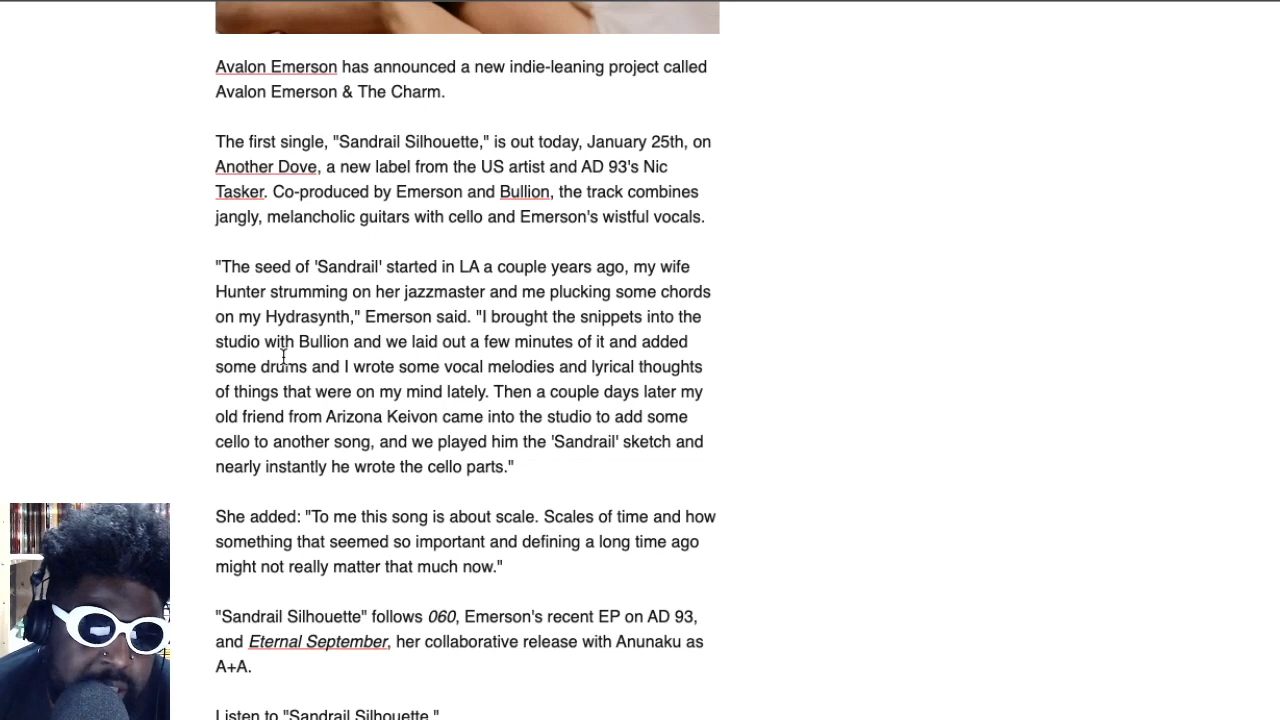 Avalon Emerson has announced a new indie-leaning project called
Avalon Emerson & The Charm.
The first single, "Sandrail Silhouette," is out today, January 25th, on
Another Dove, a new label from the US artist and AD 93's Nic
Tasker. Co-produced by Emerson and Bullion, the track combines
jangly, melancholic guitars with cello and Emerson's wistful vocals.
"The seed of 'Sandrail' started in LA a couple years ago, my wife
Hunter strumming on her jazzmaster and me plucking some chords
on my Hydrasynth," Emerson said. "I brought the snippets into the
studio with Bullion and we laid out a few minutes of it and added
some drums and I wrote some vocal melodies and lyrical thoughts
of things that were on my mind lately. Then a couple days later my
old friend from Arizona Keivon came into the studio to add some
cello to another song, and we played him the 'Sandrail' sketch and
nearly instantly he wrote the cello parts."
She added: "To me this song is about scale. Scales of time and how
something that seemed so important and defining a long time ago
might not really matter that much now."
"Sandrail Silhouette" follows 060, Emerson's recent EP on AD 93,
and Eternal September, her collaborative release with Anunaku as
A+A.
Listen to "Sandrail Silhouette."